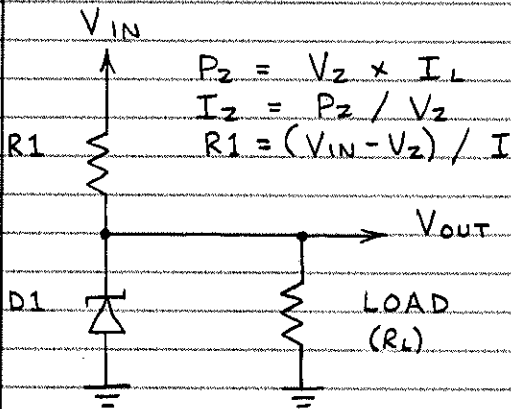 VIN
PZ = VZ x IL
IZ = PZ / VZ
R1 = (VIN - VZ) / I
R1
VOUT
D1
LOAD
(RL)